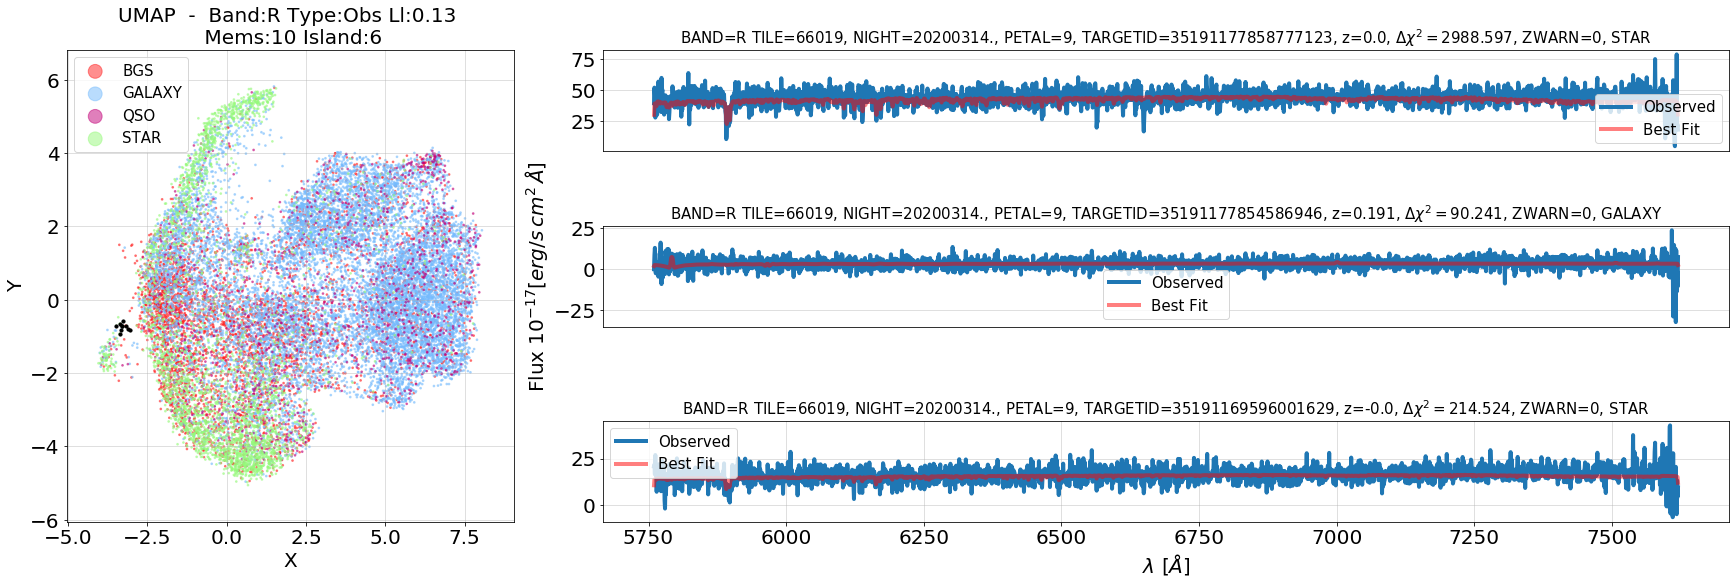 UMAP - Band:R Type:Obs Ll:0.13
Mems:10 Island:6
BGS
GALAXY
QSO
STAR
6
4
2
0
−2
−4
−6
Y
−5.0 −2.5 0.0 2.5 5.0 7.5
X
Flux 10⁻¹⁷[erg/s cm² Å]
BAND=R TILE=66019, NIGHT=20200314., PETAL=9, TARGETID=35191177858777123, z=0.0, Δχ² = 2988.597, ZWARN=0, STAR
75
50
25
Observed
Best Fit
BAND=R TILE=66019, NIGHT=20200314., PETAL=9, TARGETID=35191177854586946, z=0.191, Δχ² = 90.241, ZWARN=0, GALAXY
25
0
−25
Observed
Best Fit
BAND=R TILE=66019, NIGHT=20200314., PETAL=9, TARGETID=35191169596001629, z=-0.0, Δχ² = 214.524, ZWARN=0, STAR
25
0
Observed
Best Fit
5750 6000 6250 6500 6750 7000 7250 7500
λ [Å]